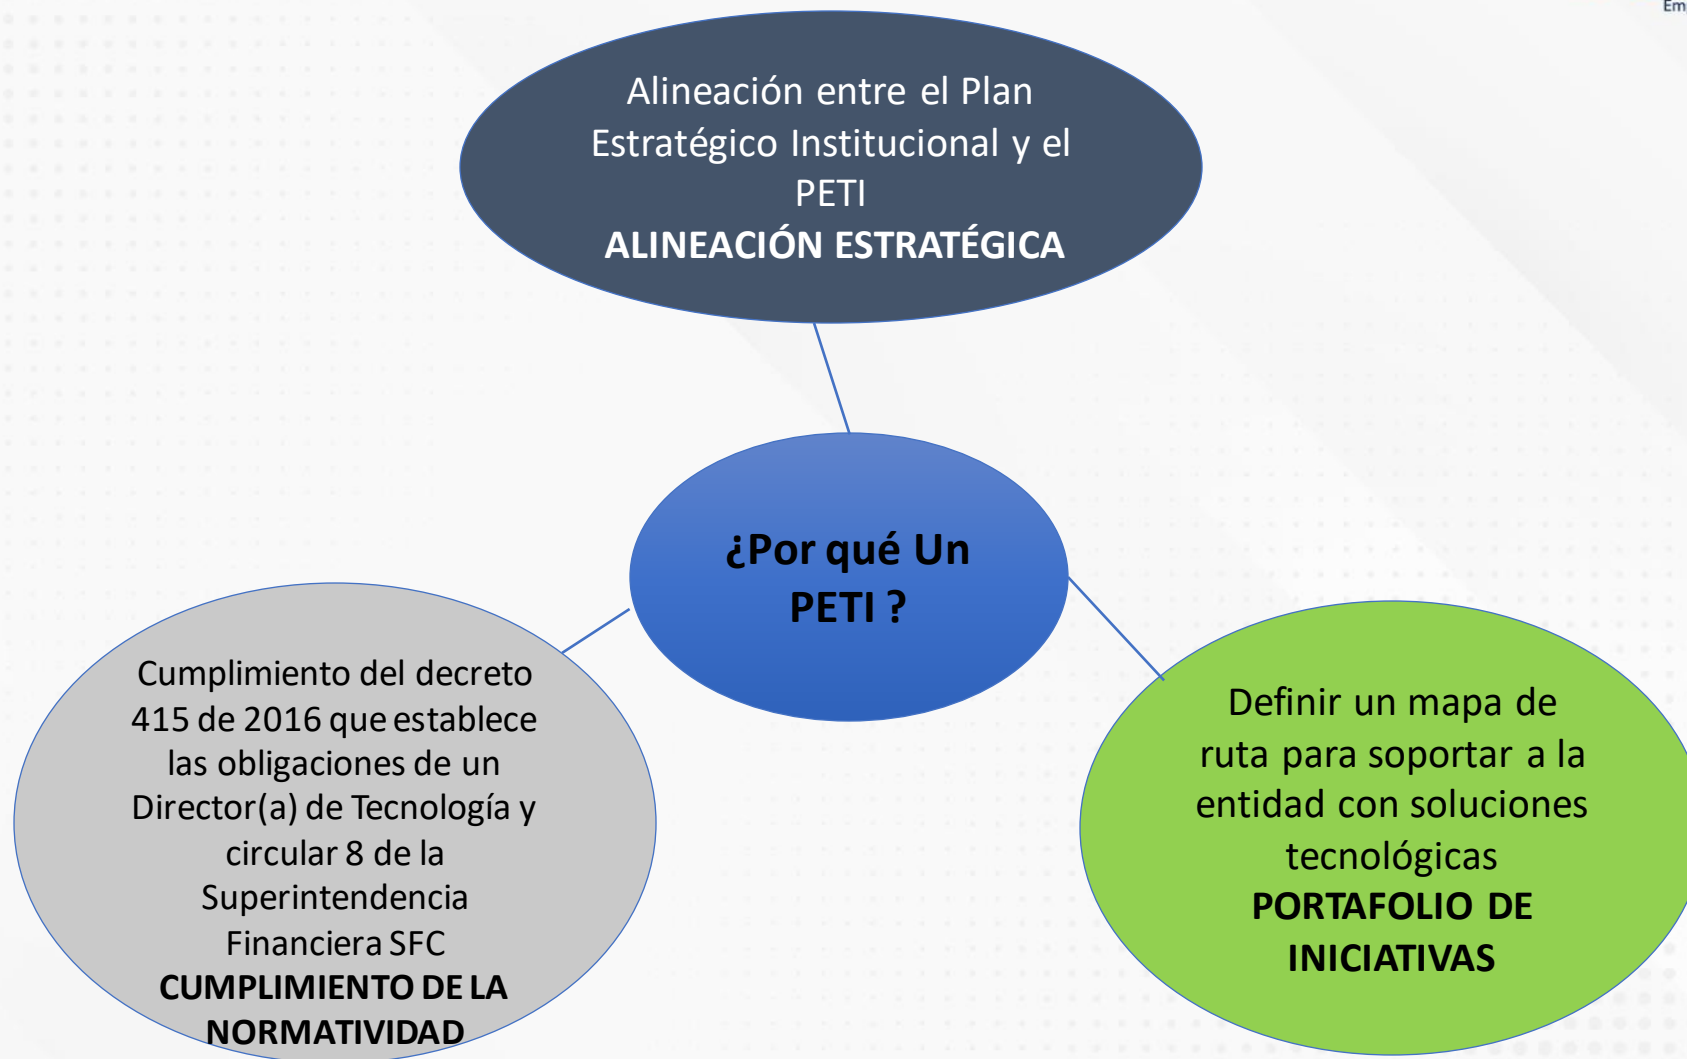 Alineación entre el Plan
Estratégico Institucional y el
PETI
ALINEACIÓN ESTRATÉGICA
¿Por qué Un
PETI ?
Cumplimiento del decreto
415 de 2016 que establece
las obligaciones de un
Director(a) de Tecnología y
circular 8 de la
Superintendencia
Financiera SFC
CUMPLIMIENTO DE LA
NORMATIVIDAD
Definir un mapa de
ruta para soportar a la
entidad con soluciones
tecnológicas
PORTAFOLIO DE
INICIATIVAS